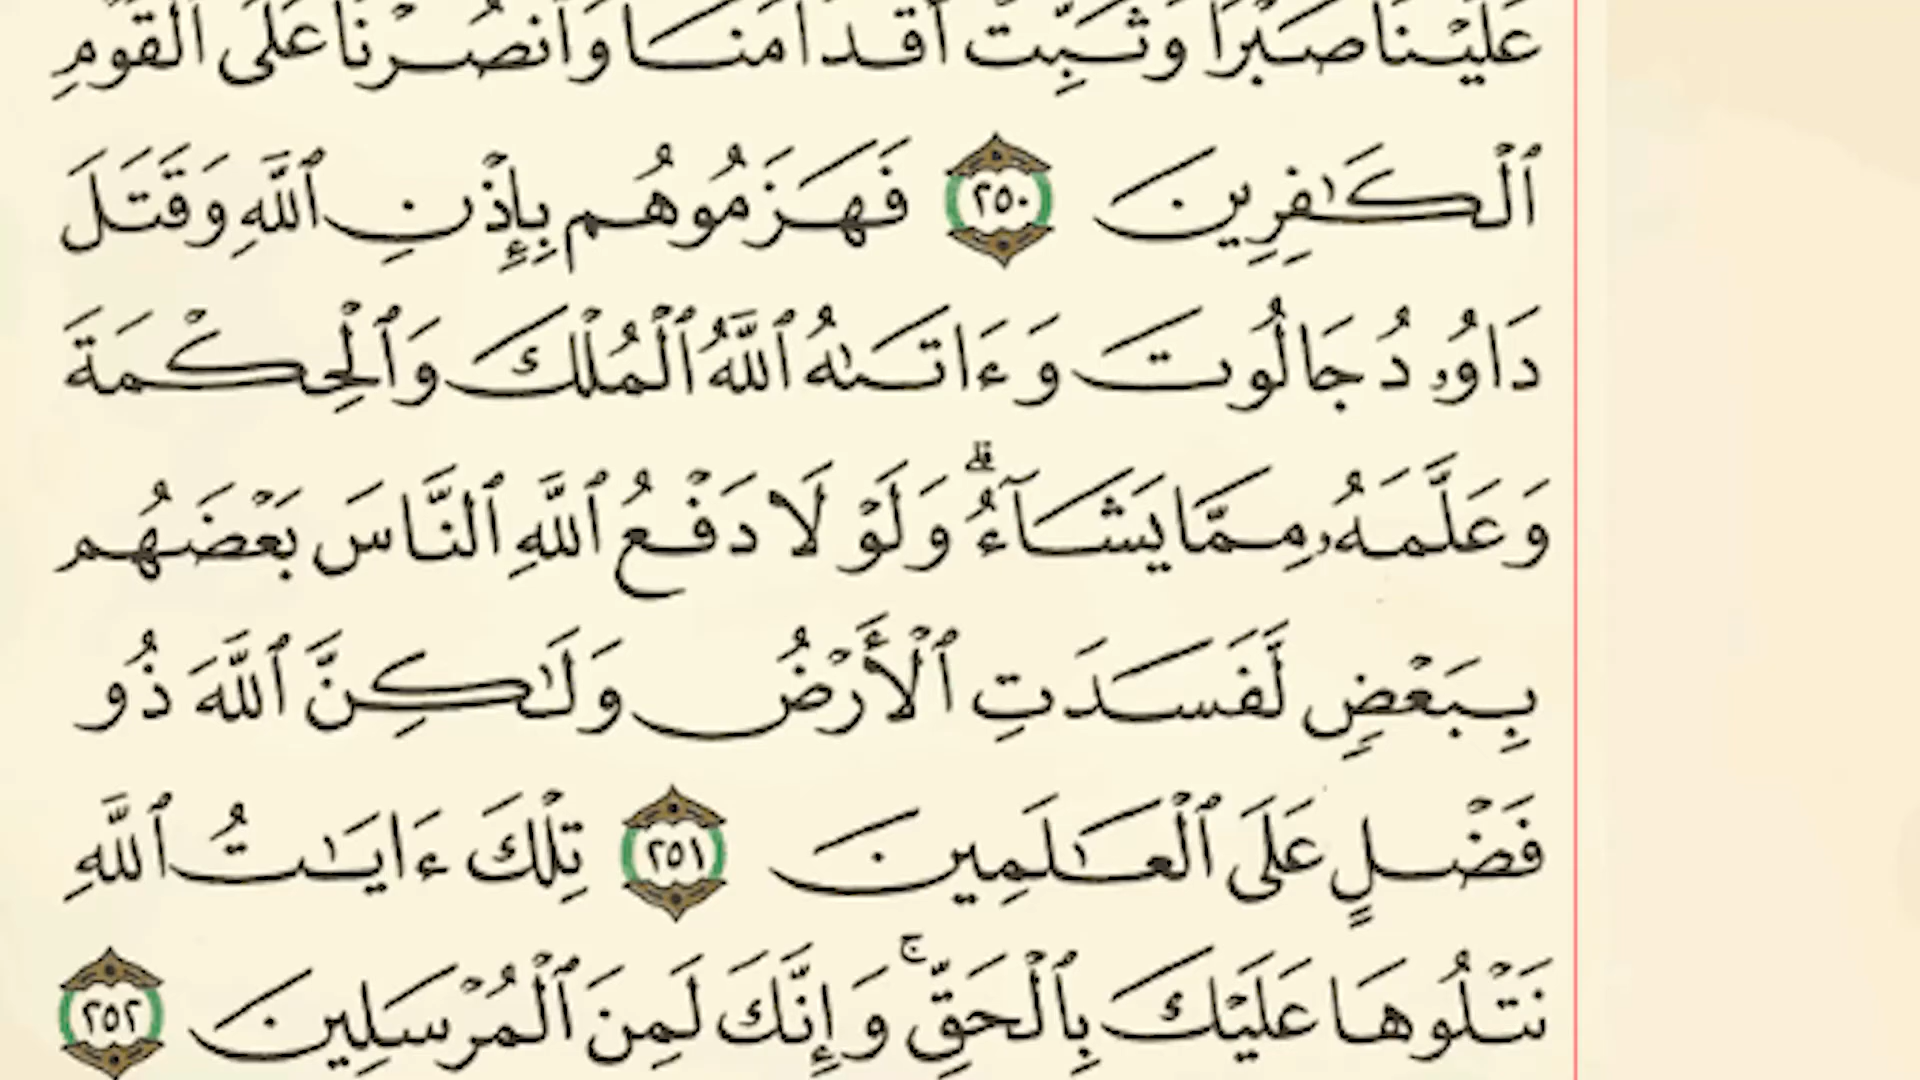 عَلَيْنَا صَبْرًا وَثَبِّتْ أَقْدَامَنَا وَٱنصُرْنَا عَلَى ٱلْقَوْمِ
ٱلْكَـٰفِرِينَ ٢٥٠ فَهَزَمُوهُم بِإِذْنِ ٱللَّهِ وَقَتَلَ
دَاوُۥدُ جَالُوتَ وَءَاتَىٰهُ ٱللَّهُ ٱلْمُلْكَ وَٱلْحِكْمَةَ
وَعَلَّمَهُۥ مِمَّا يَشَآءُ ۗ وَلَوْلَا دَفْعُ ٱللَّهِ ٱلنَّاسَ بَعْضَهُم
بِبَعْضٍ لَّفَسَدَتِ ٱلْأَرْضُ وَلَـٰكِنَّ ٱللَّهَ ذُو
فَضْلٍ عَلَى ٱلْعَـٰلَمِينَ ٢٥١ تِلْكَ ءَايَـٰتُ ٱللَّهِ
نَتْلُوهَا عَلَيْكَ بِٱلْحَقِّ ۚ وَإِنَّكَ لَمِنَ ٱلْمُرْسَلِينَ ٢٥٢